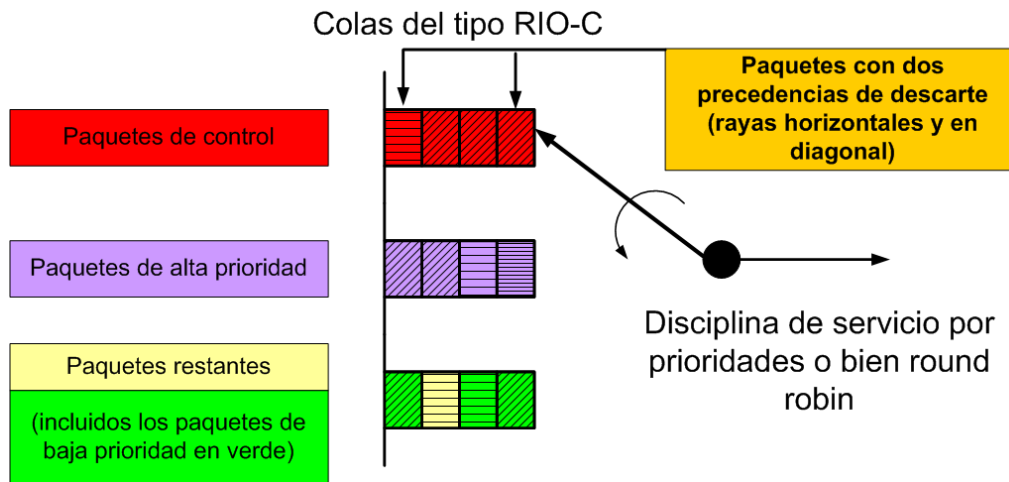 Colas del tipo RIO-C
Paquetes con dos
precedencias de descarte
(rayas horizontales y en
diagonal)
Paquetes de control
Paquetes de alta prioridad
Disciplina de servicio por
prioridades o bien round
robin
Paquetes restantes
(incluidos los paquetes de
baja prioridad en verde)